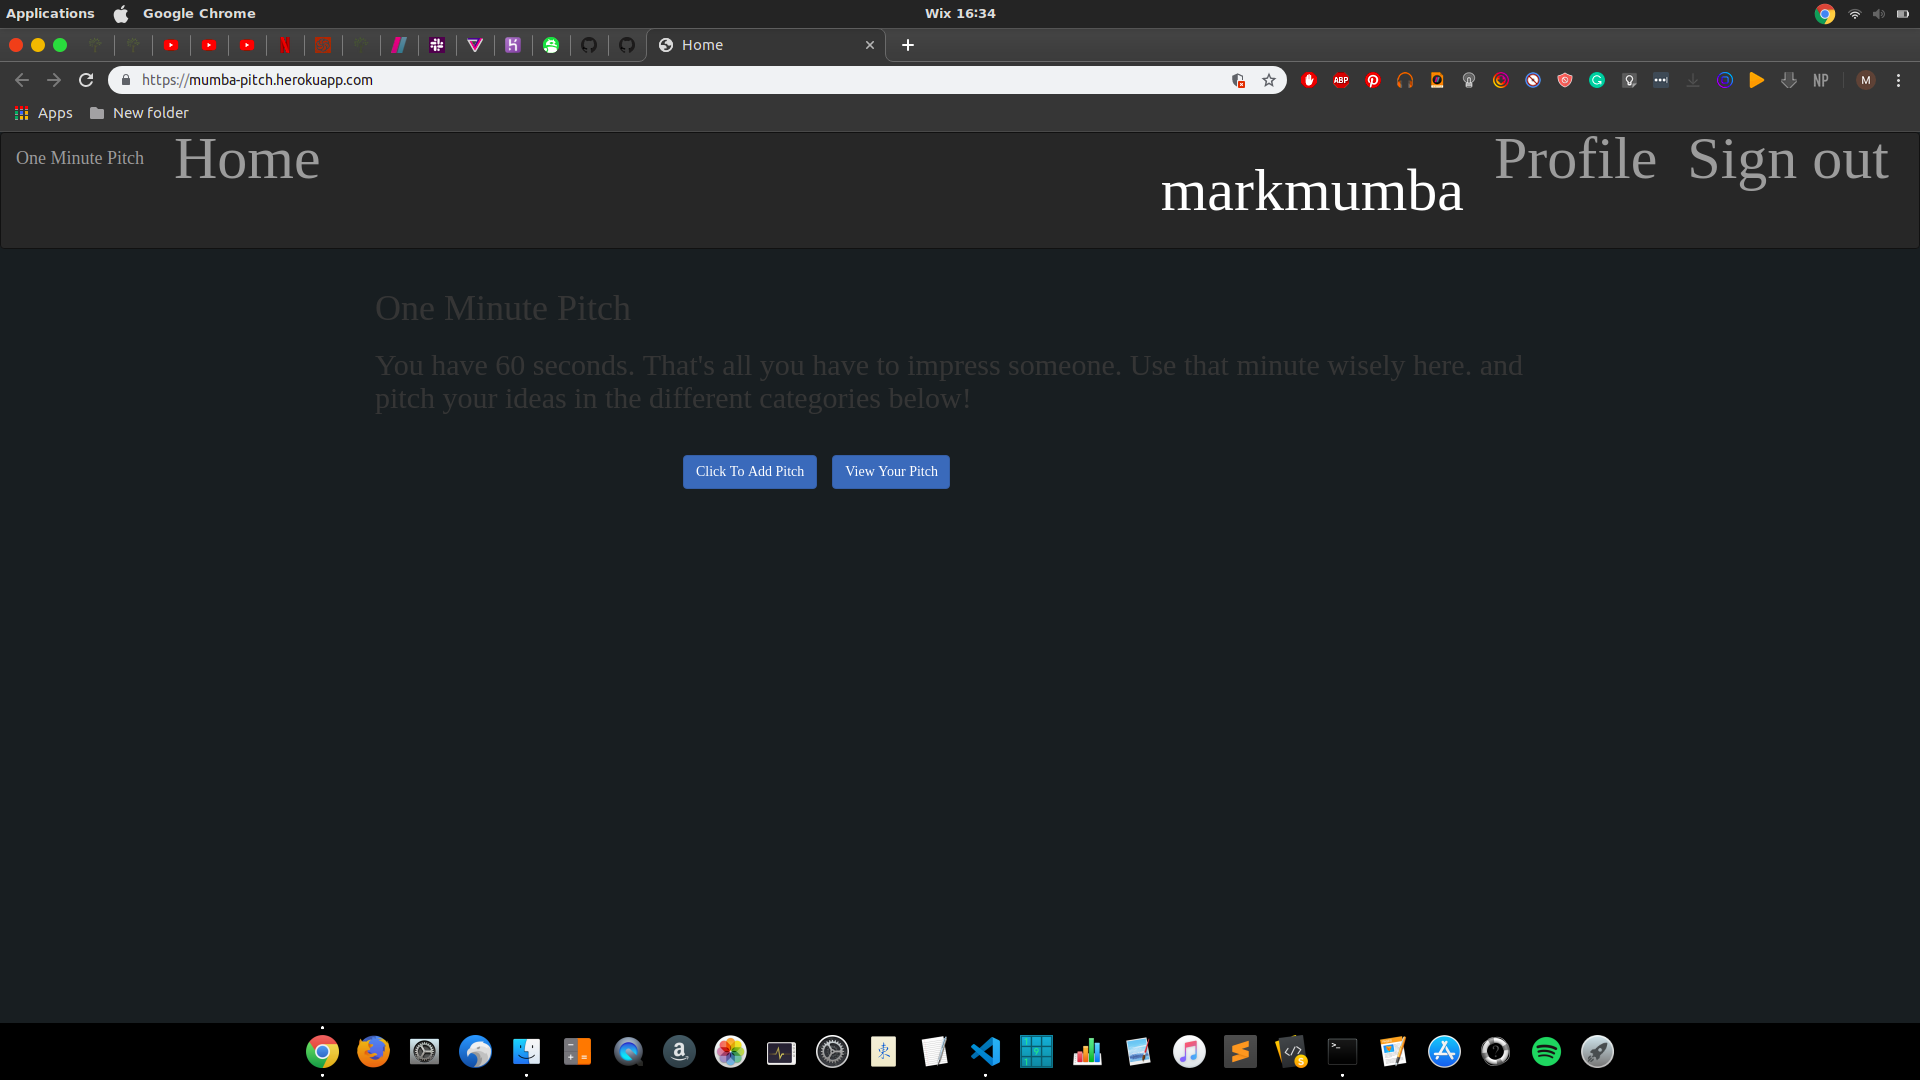 Applications Google Chrome Wix 16:34
Home
https://mumba-pitch.herokuapp.com ABP NP M
Apps New folder
One Minute Pitch Home markmumba Profile Sign out
One Minute Pitch
You have 60 seconds. That's all you have to impress someone. Use that minute wisely here. and
pitch your ideas in the different categories below!
Click To Add Pitch View Your Pitch